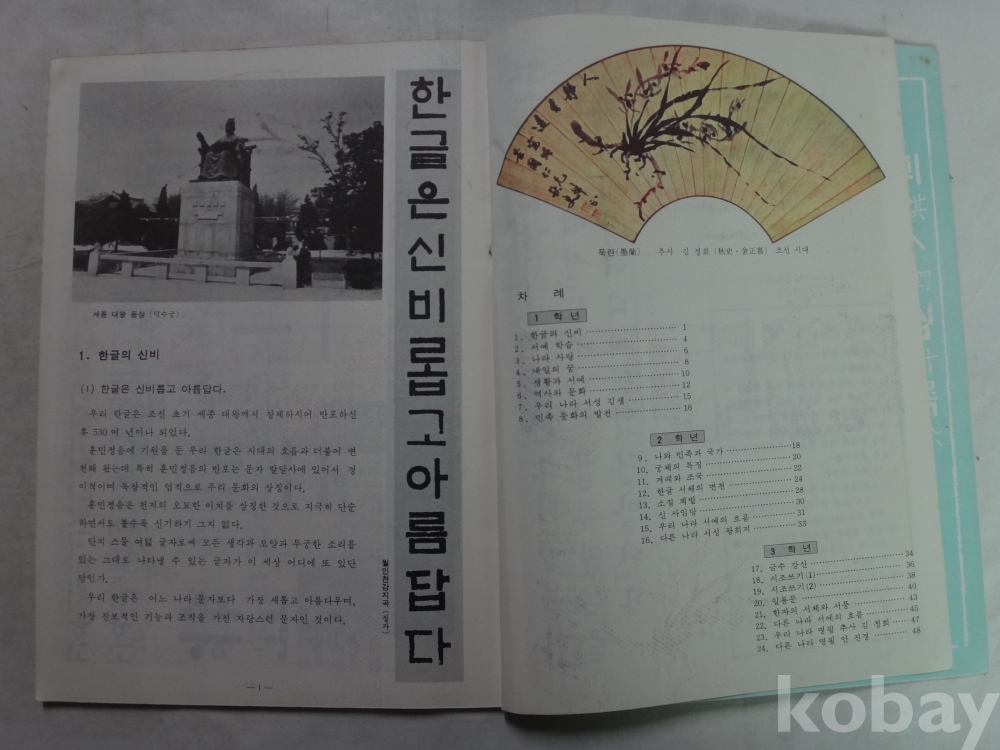 세종 대왕 동상 (덕수궁)
1. 한글의 신비
(1) 한글은 신비롭고 아름답다.
우리 한글은 조선 초기 세종 대왕께서 창제하시어 반포하신
후 530여 년이나 되었다.
훈민정음에 기원을 둔 우리 한글은 시대의 흐름과 더불어 변
천해 왔는데 특히 훈민정음의 반포는 문자 발달사에 있어서 경
이적이며 독창적인 업적으로 우리 문화의 상징이다.
훈민정음은 천지의 오묘한 이치를 상징한 것으로 지극히 단순
하면서도 볼수록 신기하기 그지 없다.
단지 스물 여덟 글자로써 모든 생각과 모양과 무궁한 소리를
있는 그대로 나타낼 수 있는 글자가 이 세상 어디에 또 있단
말인가.
우리 한글은 어느 나라 문자보다 가장 새롭고 아름다우며,
가장 진보적인 기능과 조직을 가진 자랑스런 문자인 것이다.
— 1 —
한글은신비롭고아름답다
월인천강지곡 (집자)
묵란(墨蘭) 추사 김 정희 (秋史·金正喜) 조선 시대
차 례
1 학 년
1. 한글의 신비 1
2. 서예 학습 4
3. 나라 사랑 6
4. 내일의 꿈 8
5. 생활과 서예 10
6. 역사와 문화 12
7. 우리 나라 서성 김생 15
8. 민족 문화의 발전 16
2 학 년
9. 나와 민족과 국가 18
10. 궁체의 특징 20
11. 겨레와 조국 22
12. 한글 서체의 변천 24
13. 소질 계발 28
14. 신 사임당 30
15. 우리 나라 서예의 흐름 31
16. 다른 나라 서성 왕희지 33
3 학 년
17. 금수 강산 34
18. 시조쓰기(1) 36
19. 시조쓰기(2) 38
20. 일용문 40
21. 한자의 서체와 서풍 43
22. 다른 나라 서예의 흐름 45
23. 우리 나라 명필 추사 김 정희 47
24. 다른 나라 명필 안 진경 48
kobay